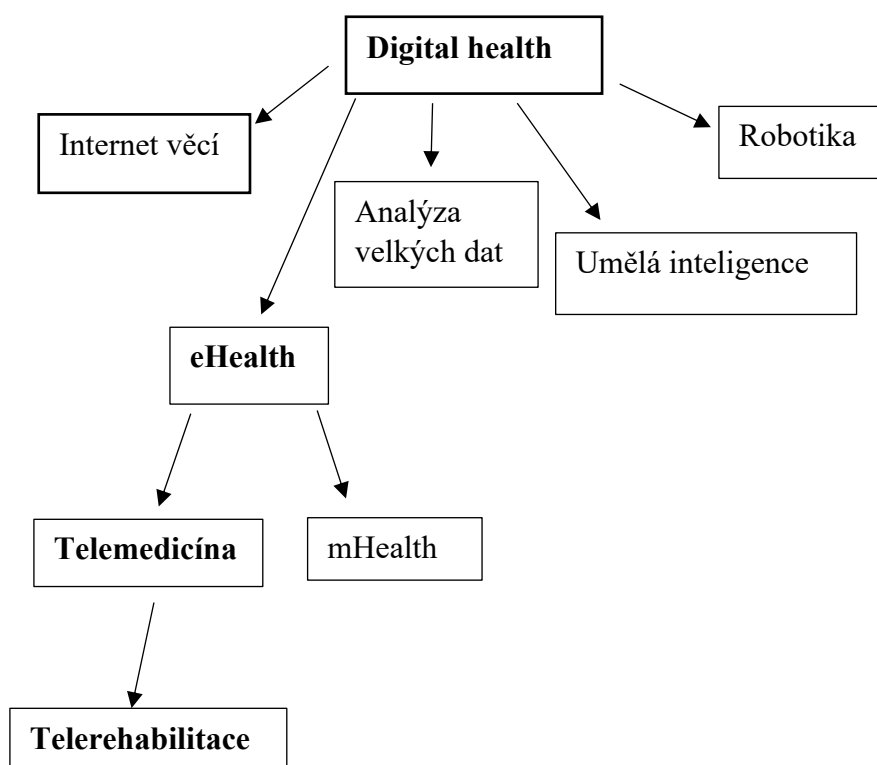 Digital health
Internet věcí
Robotika
Analýza
velkých dat
Umělá inteligence
eHealth
Telemedicína
mHealth
Telerehabilitace